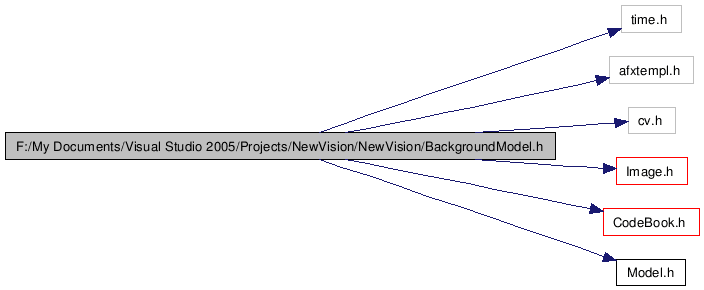 time.h
afxtempl.h
cv.h
F:/My Documents/Visual Studio 2005/Projects/NewVision/NewVision/BackgroundModel.h
Image.h
CodeBook.h
Model.h